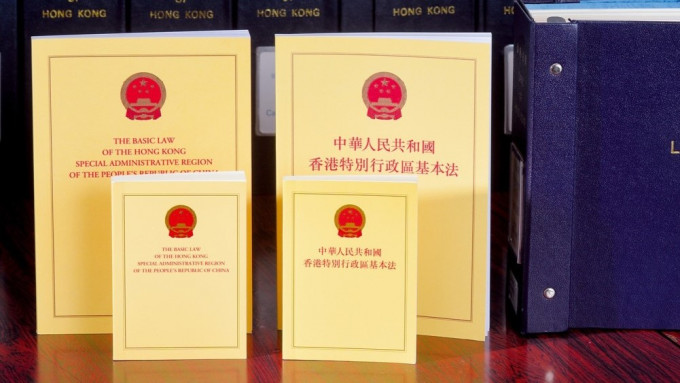 HONG KONG
HONG KONG
HONG KONG
HONG KONG
THE BASIC LAW
OF THE HONG KONG
SPECIAL ADMINISTRATIVE REGION
OF THE PEOPLE'S REPUBLIC OF CHINA
中華人民共和國
香港特別行政區基本法
THE BASIC LAW
OF THE HONG KONG
SPECIAL ADMINISTRATIVE REGION
OF THE PEOPLE'S REPUBLIC OF CHINA
中華人民共和國
香港特別行政區基本法
L